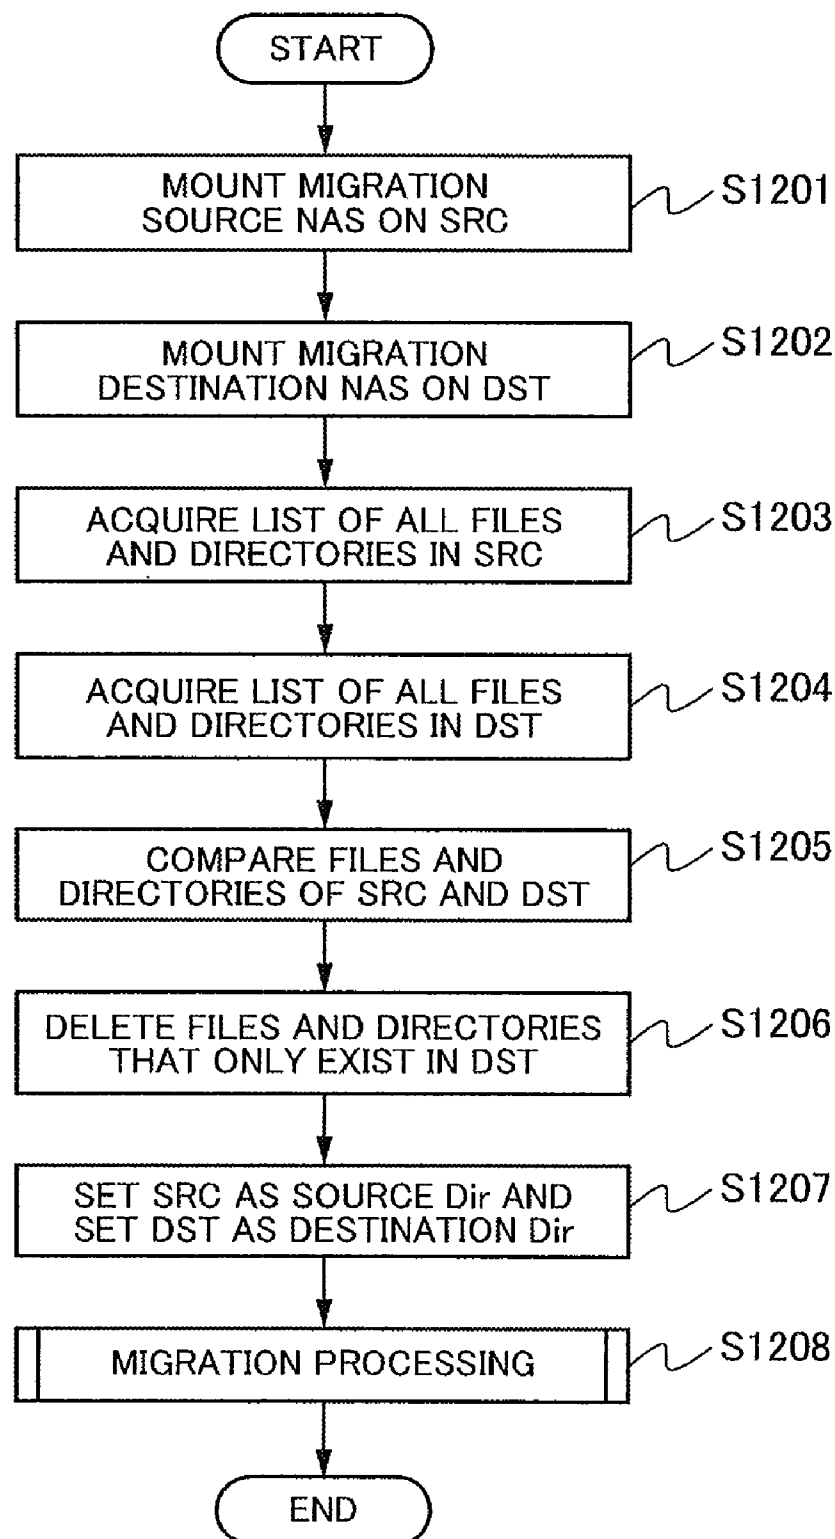 START
MOUNT MIGRATION
SOURCE NAS ON SRC
S1201
MOUNT MIGRATION
DESTINATION NAS ON DST
S1202
ACQUIRE LIST OF ALL FILES
AND DIRECTORIES IN SRC
S1203
ACQUIRE LIST OF ALL FILES
AND DIRECTORIES IN DST
S1204
COMPARE FILES AND
DIRECTORIES OF SRC AND DST
S1205
DELETE FILES AND DIRECTORIES
THAT ONLY EXIST IN DST
S1206
SET SRC AS SOURCE Dir AND
SET DST AS DESTINATION Dir
S1207
MIGRATION PROCESSING
S1208
END